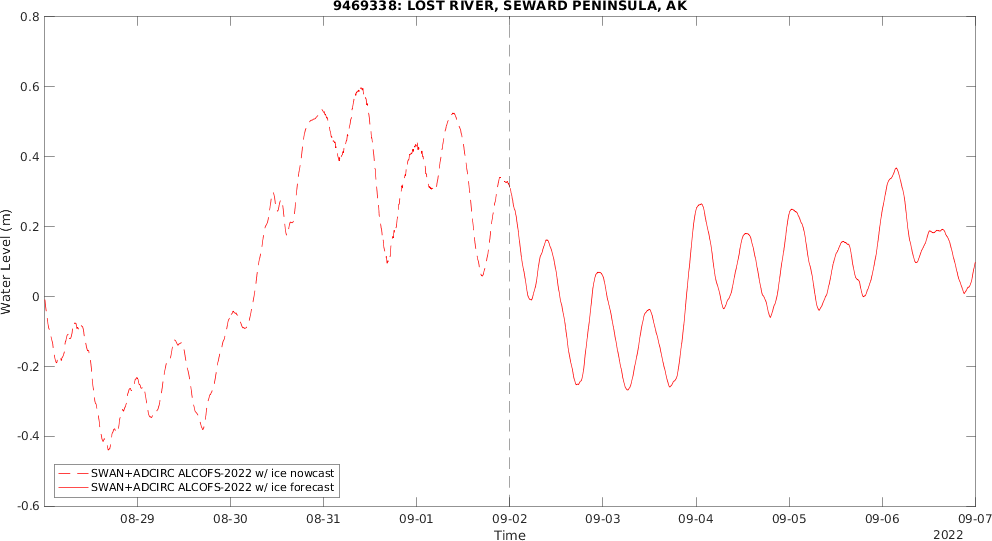 9469338: LOST RIVER, SEWARD PENINSULA, AK
0.8
0.6
0.4
0.2
0
-0.2
-0.4
-0.6
Water Level (m)
SWAN+ADCIRC ALCOFS-2022 w/ ice nowcast
SWAN+ADCIRC ALCOFS-2022 w/ ice forecast
08-29 08-30 08-31 09-01 09-02 09-03 09-04 09-05 09-06 09-07
Time
2022